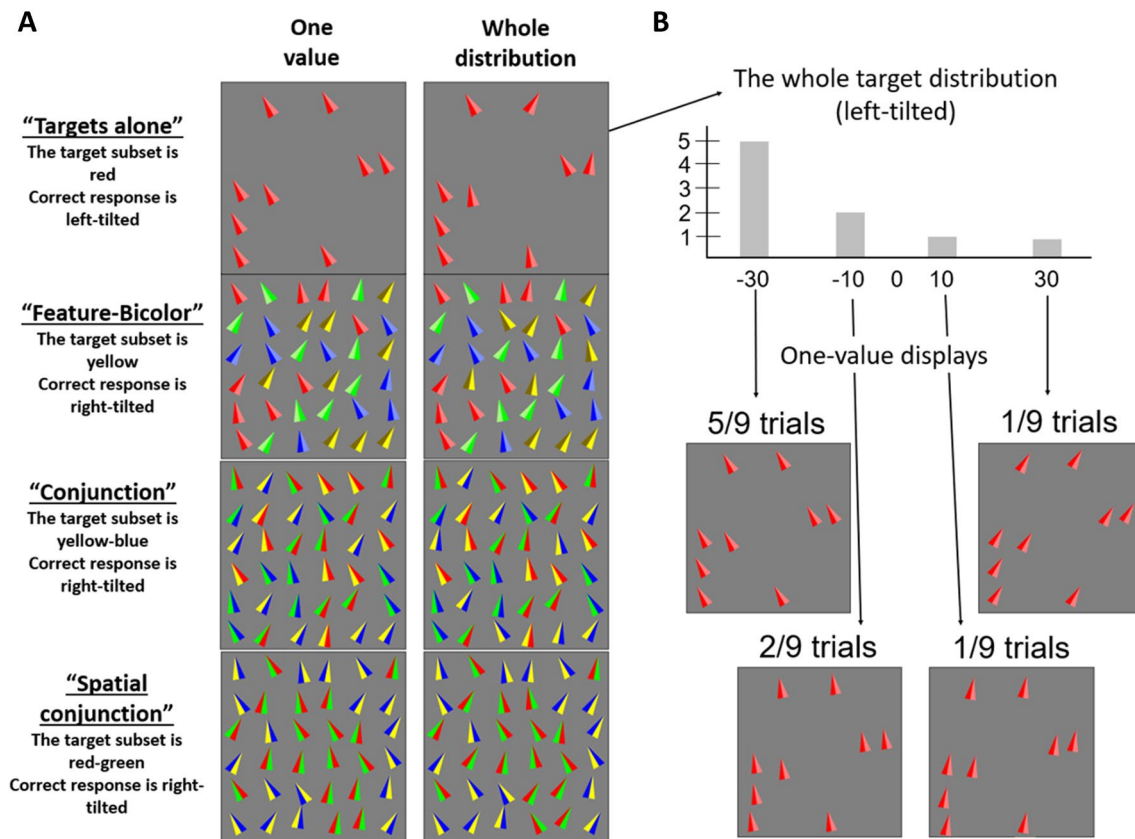 A
One
value
Whole
distribution
"Targets alone"
The target subset is
red
Correct response is
left-tilted
"Feature-Bicolor"
The target subset is
yellow
Correct response is
right-tilted
"Conjunction"
The target subset is
yellow-blue
Correct response is
right-tilted
"Spatial
conjunction"
The target subset is
red-green
Correct response is right-
tilted
B
The whole target distribution
(left-tilted)
5
4
3
2
1
-30 -10 0 10 30
One-value displays
5/9 trials
1/9 trials
2/9 trials
1/9 trials